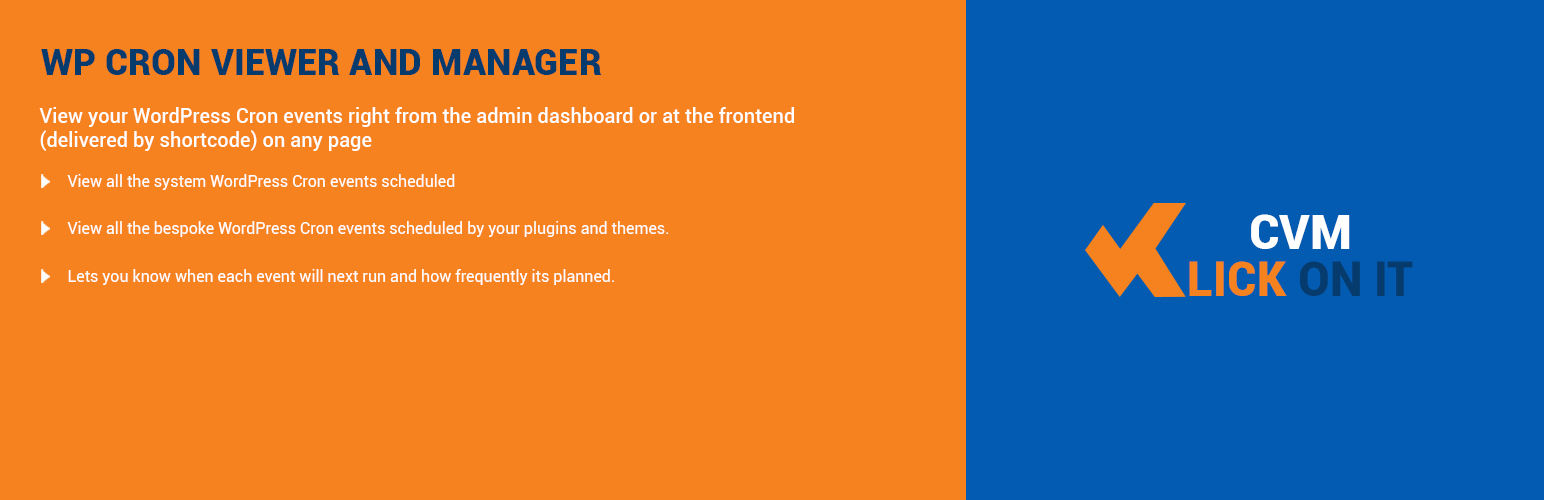 WP CRON VIEWER AND MANAGER
View your WordPress Cron events right from the admin dashboard or at the frontend
(delivered by shortcode) on any page
View all the system WordPress Cron events scheduled
View all the bespoke WordPress Cron events scheduled by your plugins and themes.
Lets you know when each event will next run and how frequently its planned.
CVM
KLICK ON IT